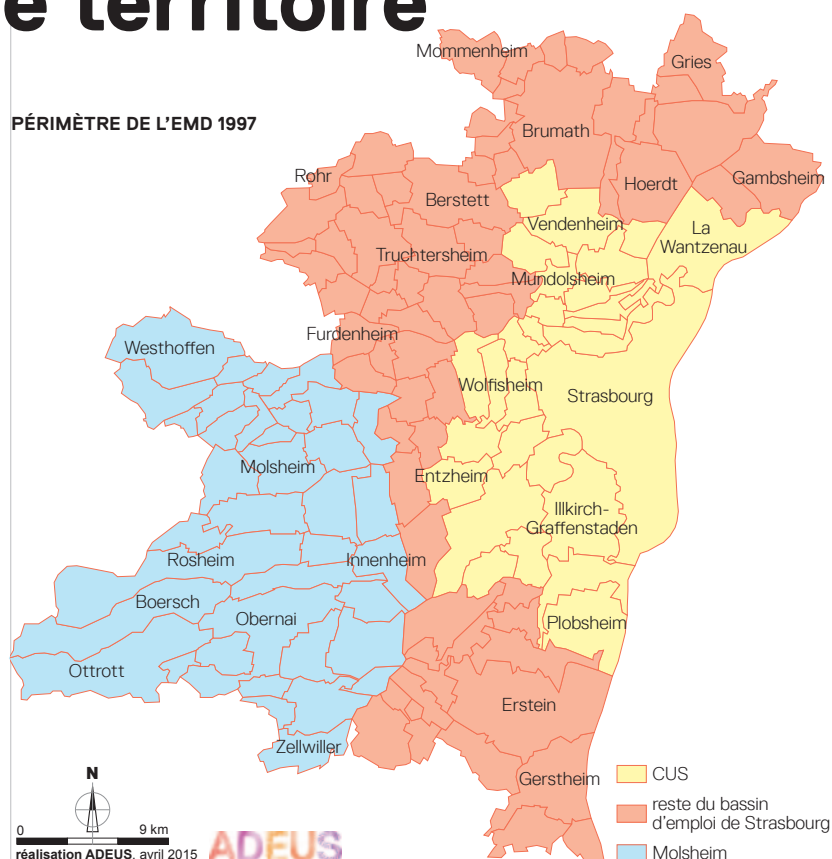 e territoire
PÉRIMÈTRE DE L'EMD 1997
Mommenheim
Gries
Brumath
Rohr
Hoerdt
Gambsheim
Berstett
Vendenheim
La
Wantzenau
Truchtersheim
Mundolsheim
Furdenheim
Westhoffen
Wolfisheim
Strasbourg
Molsheim
Entzheim
Illkirch-
Graffenstaden
Rosheim
Innenheim
Boersch
Obernai
Plobsheim
Ottrott
Erstein
Zellwiller
Gerstheim
N
0 9 km
réalisation ADEUS, avril 2015
ADEUS
CUS
reste du bassin
d'emploi de Strasbourg
Molsheim